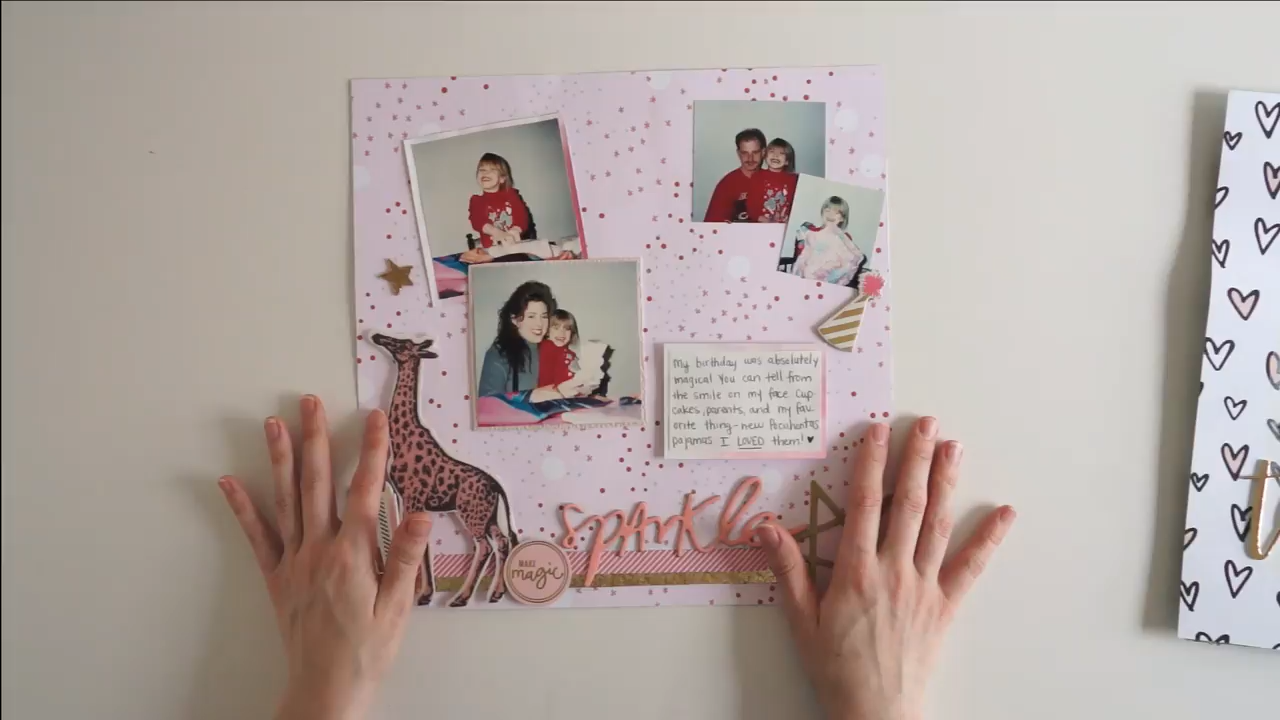 My birthday was absolutely
magical You can tell from
the smile on my face Cup-
cakes, parents, and my fav-
orite thing-new Pocahontas
pajamas I LOVED them! ♥
sparkle
MAKE
magic